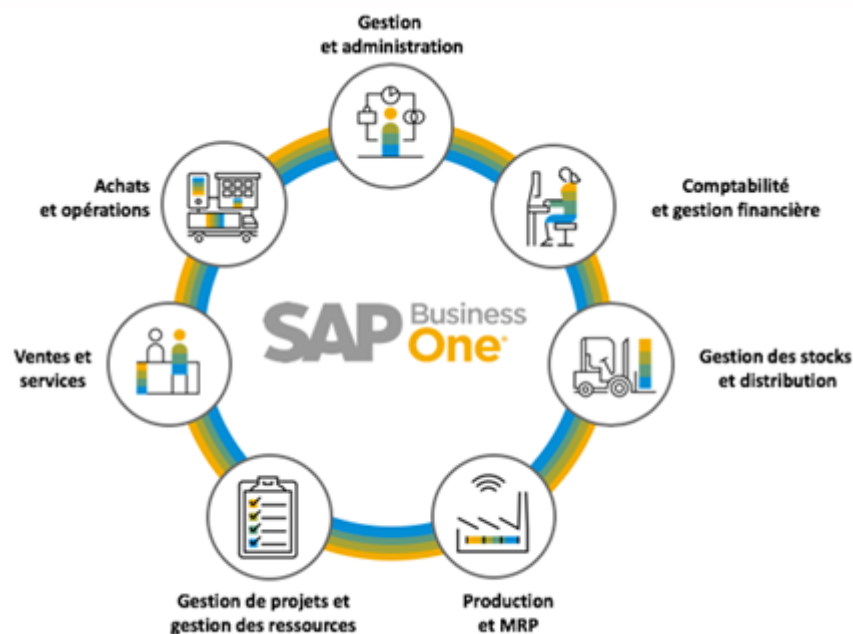 Gestion
et administration
Achats
et opérations
Comptabilité
et gestion financière
SAP Business
One®
Ventes et
services
Gestion des stocks
et distribution
Gestion de projets et
gestion des ressources
Production
et MRP